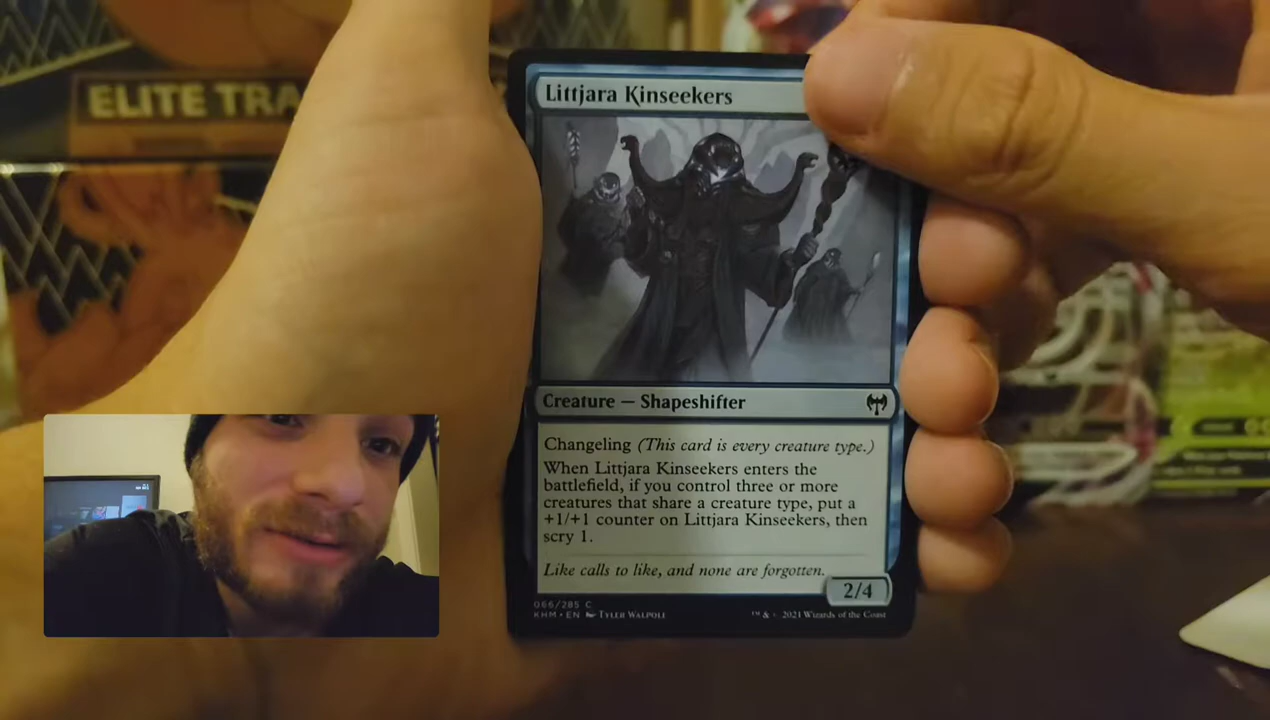 ELITE TRA
Littjara Kinseekers
Creature — Shapeshifter
Changeling (This card is every creature type.)
When Littjara Kinseekers enters the
battlefield, if you control three or more
creatures that share a creature type, put a
+1/+1 counter on Littjara Kinseekers, then
scry 1.
Like calls to like, and none are forgotten.
2/4
066/285 C
KHM • EN Tyler Walpole
™ & © 2021 Wizards of the Coast